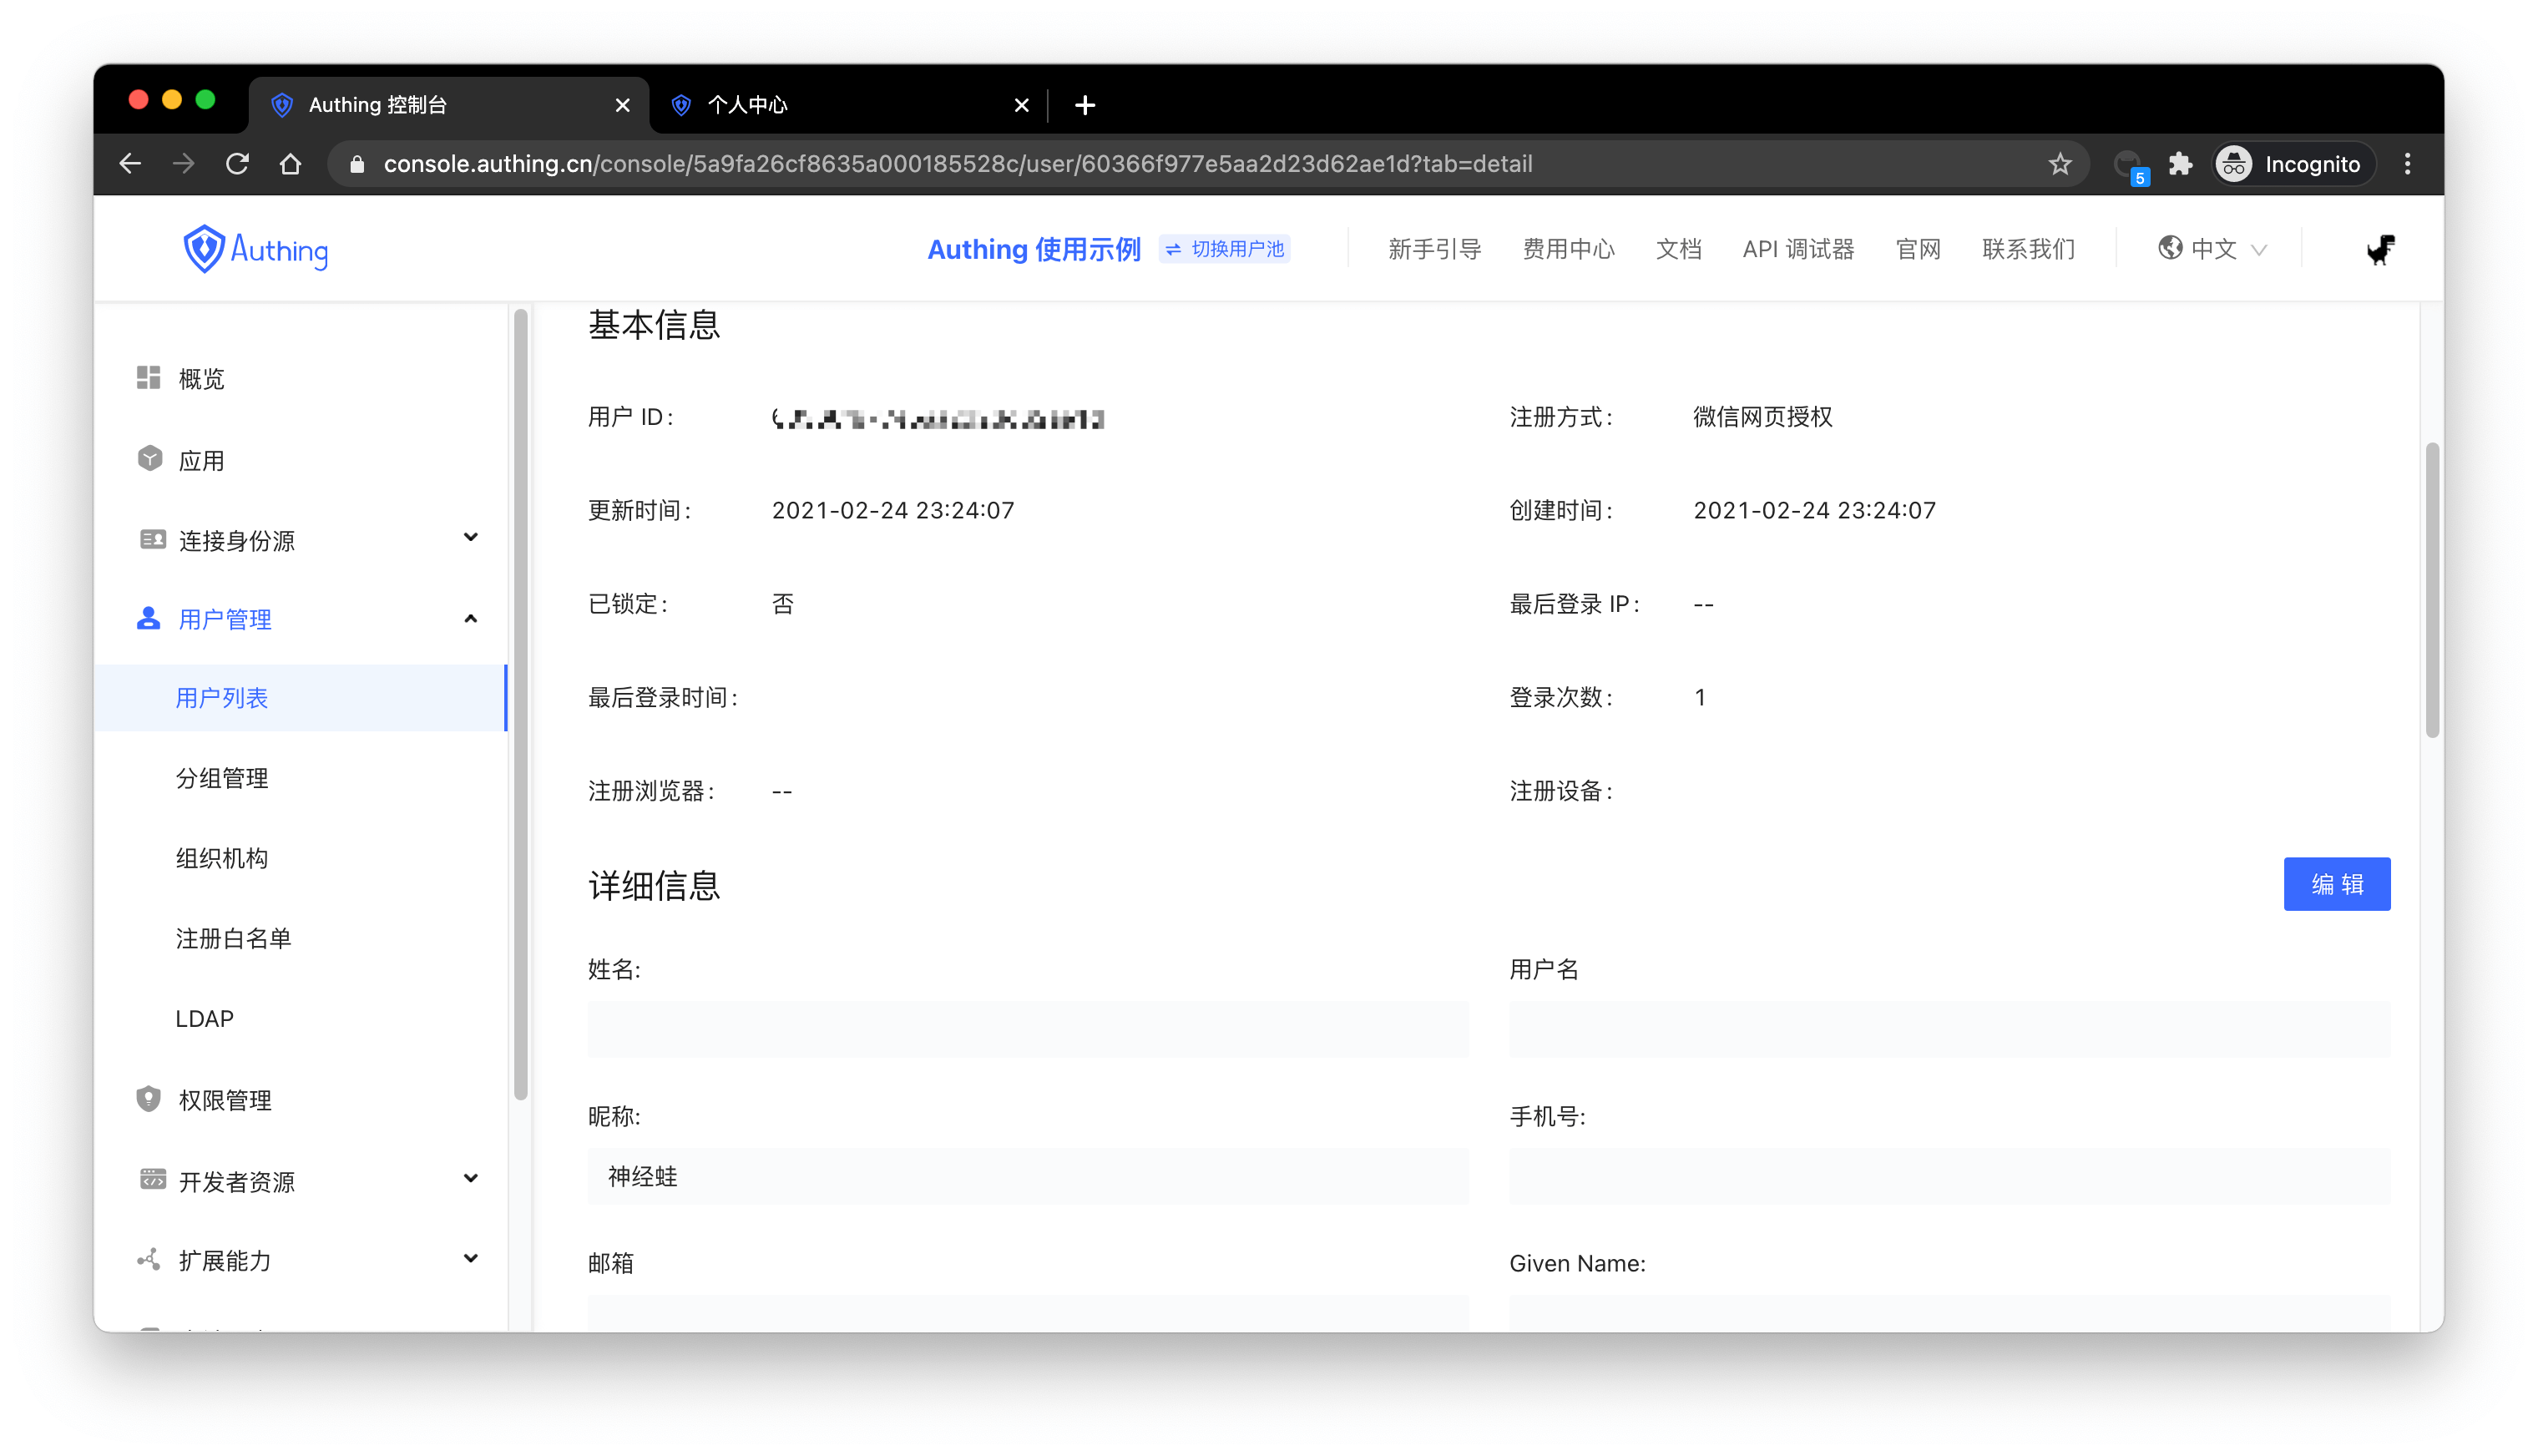 Authing 控制台
个人中心
console.authing.cn/console/5a9fa26cf8635a000185528c/user/60366f977e5aa2d23d62ae1d?tab=detail
5
Incognito
Authing
Authing 使用示例
切换用户池
新手引导
费用中心
文档
API 调试器
官网
联系我们
中文
概览
应用
连接身份源
用户管理
用户列表
分组管理
组织机构
注册白名单
LDAP
权限管理
开发者资源
扩展能力
基本信息
用户 ID：
注册方式： 微信网页授权
更新时间： 2021-02-24 23:24:07
创建时间： 2021-02-24 23:24:07
已锁定： 否
最后登录 IP： --
最后登录时间：
登录次数： 1
注册浏览器： --
注册设备：
详细信息
编 辑
姓名:
用户名
昵称:
神经蛙
手机号:
邮箱
Given Name: